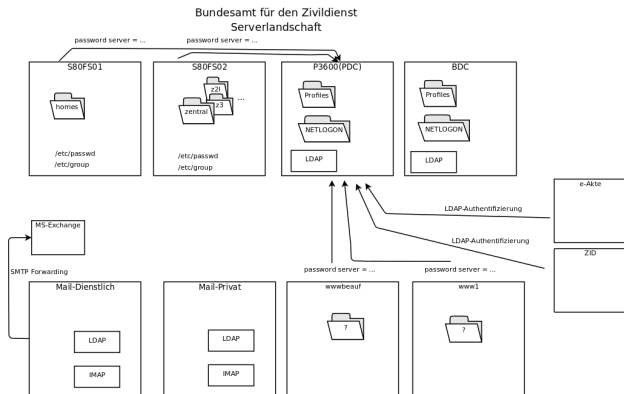 Bundesamt für den Zivildienst
Serverlandschaft
password server = ...
password server = ...
S80FS01
S80FS02
P3600(PDC)
BDC
homes
z2l
z3
zentral
...
Profiles
NETLOGON
LDAP
Profiles
NETLOGON
LDAP
/etc/passwd
/etc/group
/etc/passwd
/etc/group
e-Akte
LDAP-Authentifizierung
LDAP-Authentifizierung
ZID
MS-Exchange
SMTP Forwarding
password server = ...
password server = ...
Mail-Dienstlich
Mail-Privat
wwwbeauf
www1
LDAP
IMAP
LDAP
IMAP
?
?